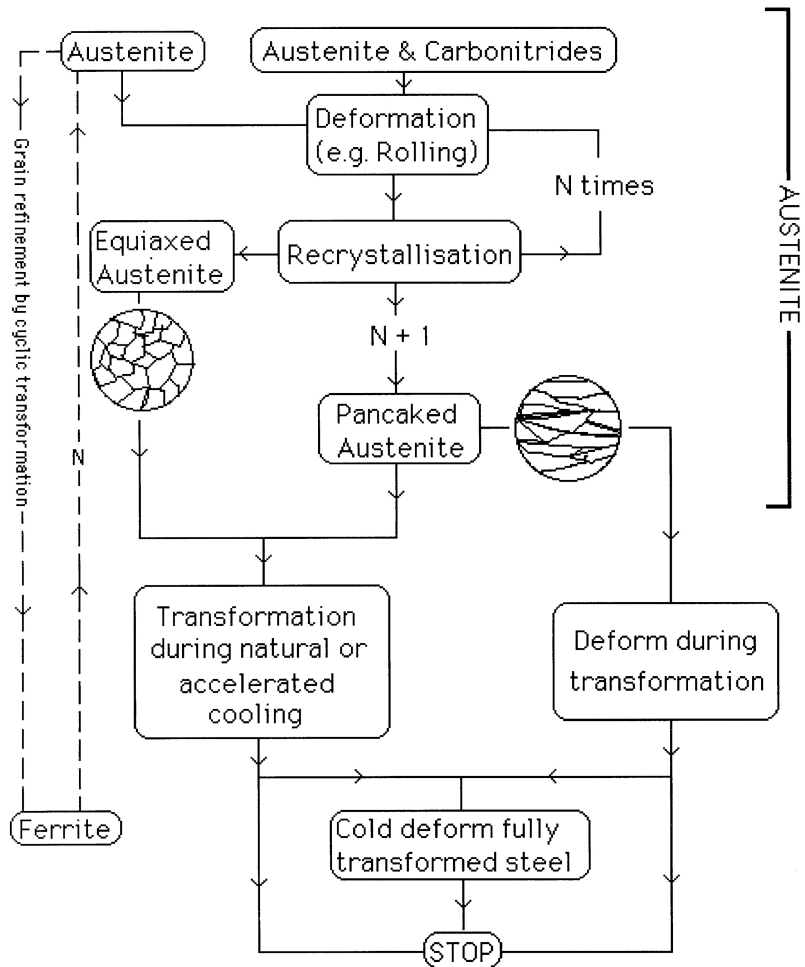 Austenite
Austenite & Carbonitrides
Deformation
(e.g. Rolling)
N times
Equiaxed
Austenite
Recrystallisation
N + 1
Pancaked
Austenite
AUSTENITE
Grain refinement by cyclic transformation
N
Transformation
during natural or
accelerated
cooling
Deform during
transformation
Ferrite
Cold deform fully
transformed steel
STOP